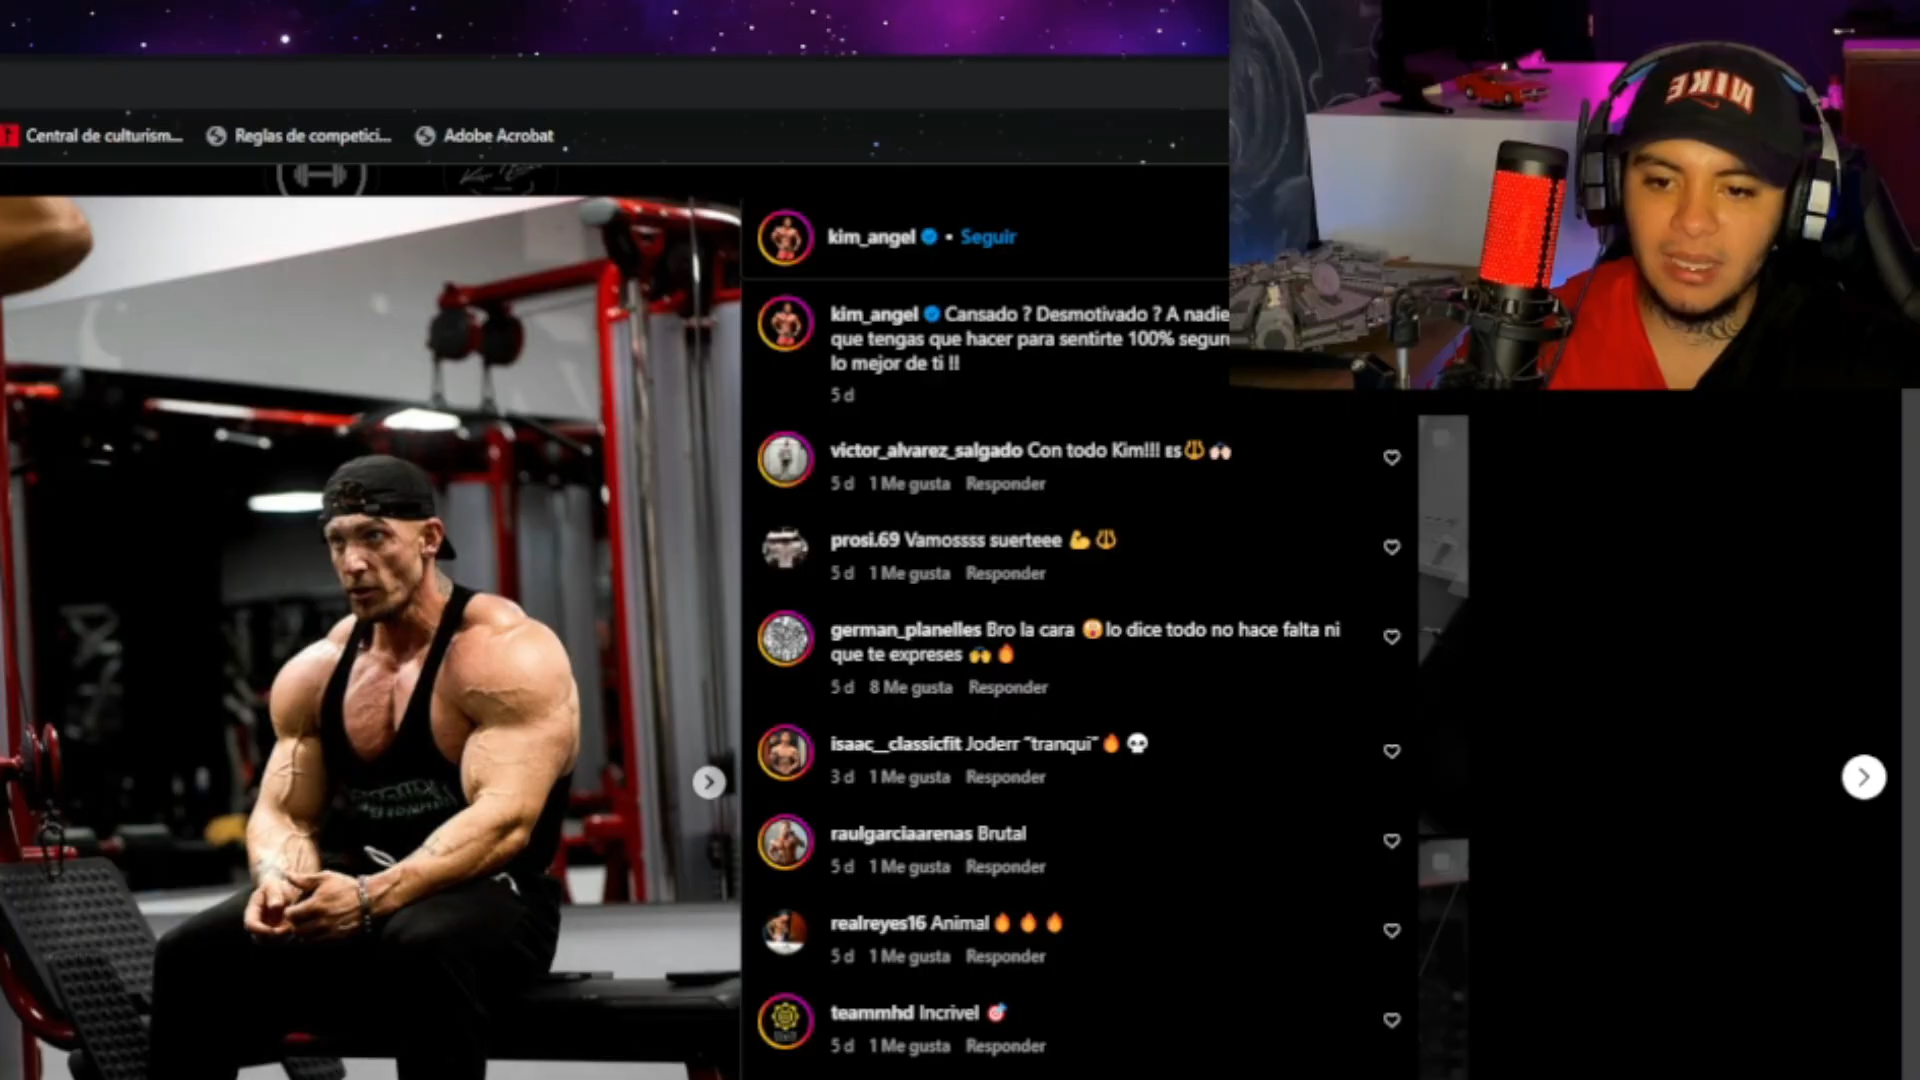 Central de culturism...
Reglas de competici...
Adobe Acrobat
NIKE
kim_angel • Seguir
kim_angel Cansado ? Desmotivado ? A nadie
que tengas que hacer para sentirte 100% segur
lo mejor de ti !!
5 d
victor_alvarez_salgado Con todo Kim!!! ES🔱🙌🏻
5 d 1 Me gusta Responder
prosi.69 Vamossss suerteee 💪🔱
5 d 1 Me gusta Responder
german_planelles Bro la cara 😱lo dice todo no hace falta ni
que te expreses 🙌🔥
5 d 8 Me gusta Responder
isaac__classicfit Joderr "tranqui"🔥💀
3 d 1 Me gusta Responder
raulgarciaarenas Brutal
5 d 1 Me gusta Responder
realreyes16 Animal🔥🔥🔥
5 d 1 Me gusta Responder
teammhd Incrivel 🎯
5 d 1 Me gusta Responder